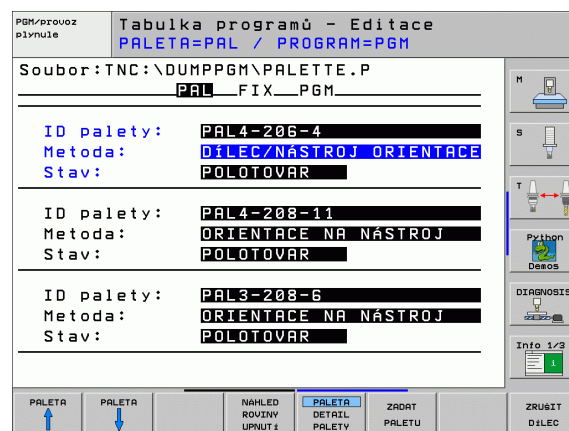 PGM/provoz
plynule
Tabulka programů - Editace
PALETA=PAL / PROGRAM=PGM
Soubor:TNC:\DUMPPGM\PALETTE.P
PAL FIX PGM
ID palety: PAL4-206-4
Metoda: DíLEC/NáSTROJ ORIENTACE
Stav: POLOTOVAR
ID palety: PAL4-208-11
Metoda: ORIENTACE NA NáSTROJ
Stav: POLOTOVAR
ID palety: PAL3-208-6
Metoda: ORIENTACE NA NáSTROJ
Stav: POLOTOVAR
M
S
T
Python
Demos
DIAGNOSIS
Info 1/3
PALETA
PALETA
NáHLED
ROVINY
UPNUTí
PALETA
DETAIL
PALETY
ZADAT
PALETU
ZRUŠIT
DíLEC